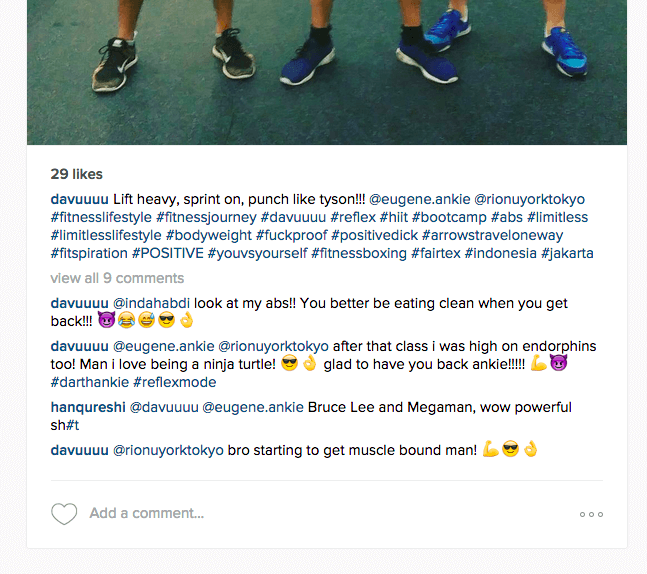 29 likes
davuuuu Lift heavy, sprint on, punch like tyson!!! @eugene.ankie @rionuyorktokyo
#fitnesslifestyle #fitnessjourney #davuuuu #reflex #hiit #bootcamp #abs #limitless
#limitlesslifestyle #bodyweight #fuckproof #positivedick #arrowstraveloneway
#fitspiration #POSITIVE #youvsyourself #fitnessboxing #fairtex #indonesia #jakarta
view all 9 comments
davuuuu @indahabdi look at my abs!! You better be eating clean when you get
back!!! 😈😂😅😎👌
davuuuu @eugene.ankie @rionuyorktokyo after that class i was high on endorphins
too! Man i love being a ninja turtle! 😎👌 glad to have you back ankie!!!!! 💪😈
#darthankie #reflexmode
hanqureshi @davuuuu @eugene.ankie Bruce Lee and Megaman, wow powerful
sh#t
davuuuu @rionuyorktokyo bro starting to get muscle bound man! 💪😎👌
Add a comment...